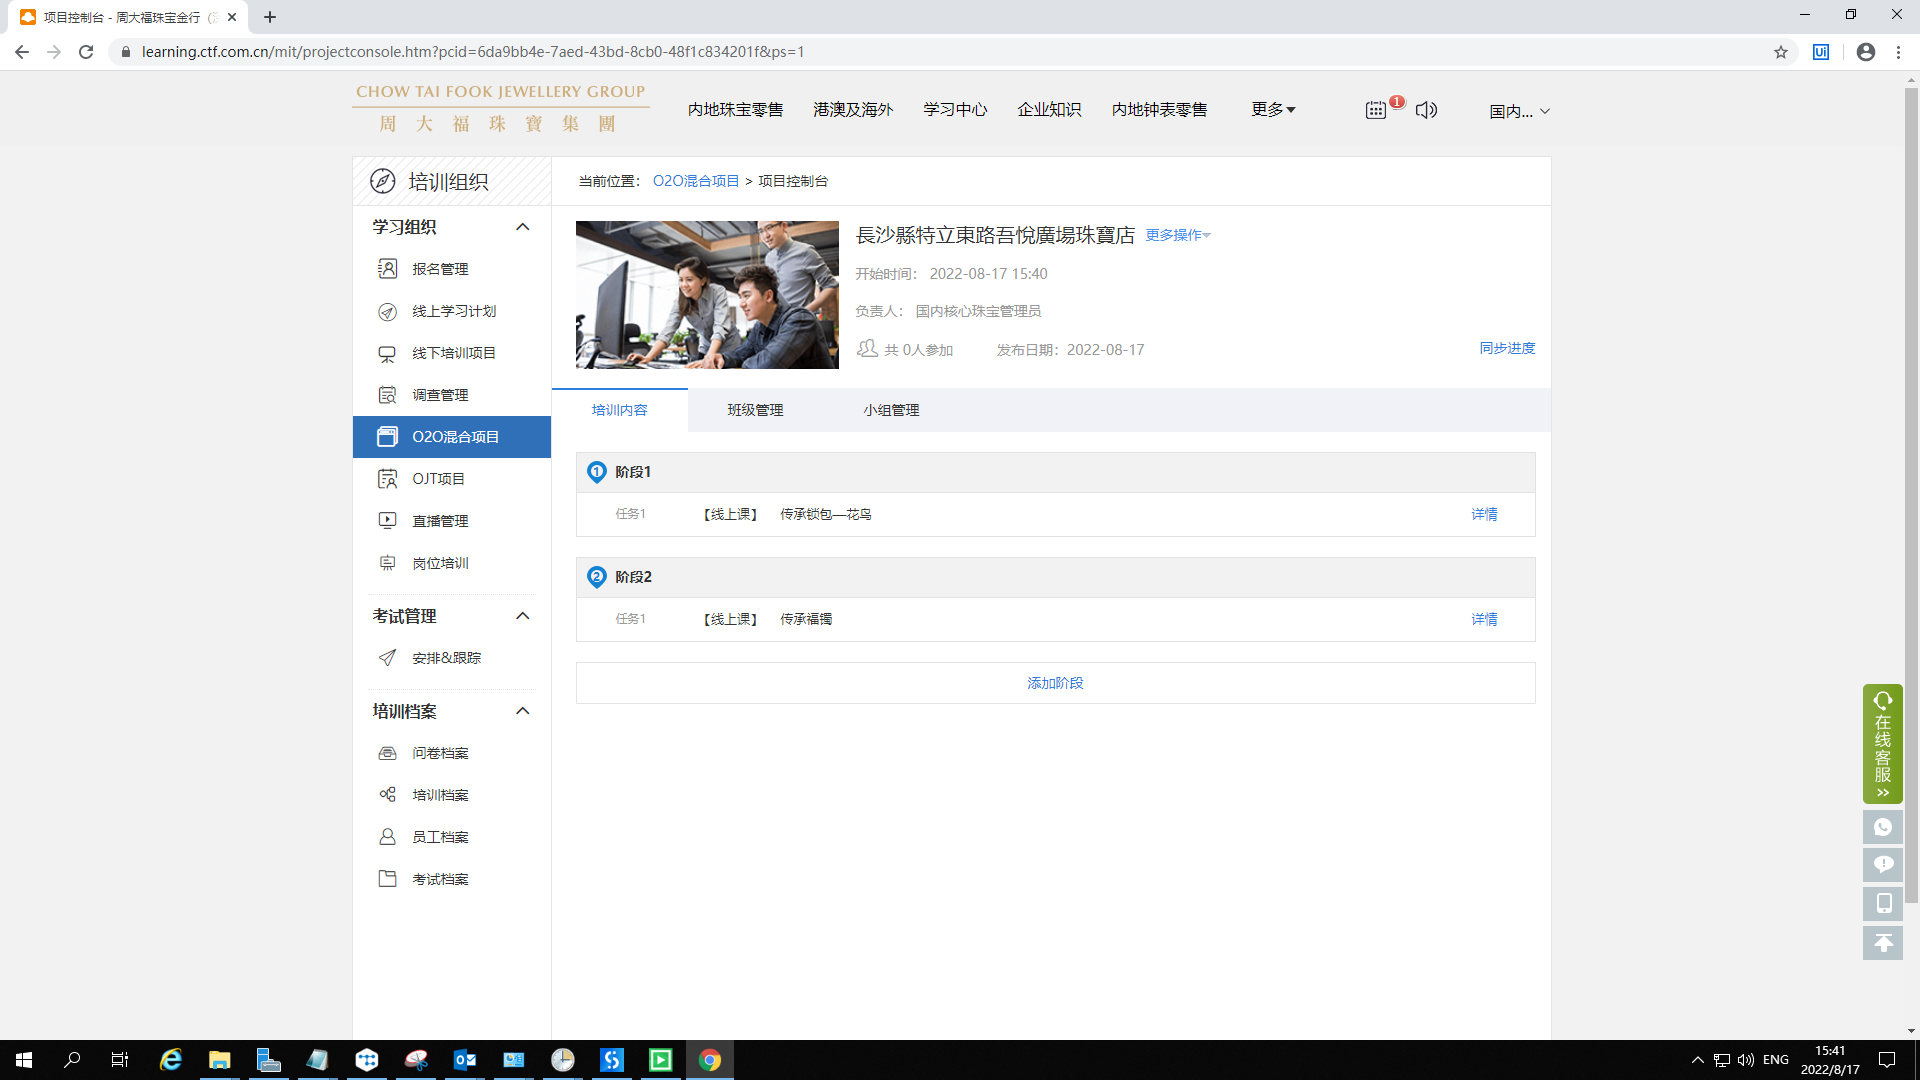 项目控制台 - 周大福珠宝金行
learning.ctf.com.cn/mit/projectconsole.htm?pcid=6da9bb4e-7aed-43bd-8cb0-48f1c834201f&ps=1
CHOW TAI FOOK JEWELLERY GROUP
周大福珠寶集團
内地珠宝零售 港澳及海外 学习中心 企业知识 内地钟表零售 更多 1 国内...
培训组织
当前位置： O2O混合项目 > 项目控制台
学习组织
报名管理
线上学习计划
线下培训项目
调查管理
O2O混合项目
OJT项目
直播管理
岗位培训
考试管理
安排&跟踪
培训档案
问卷档案
培训档案
员工档案
考试档案
長沙縣特立東路吾悅廣場珠寶店 更多操作
开始时间： 2022-08-17 15:40
负责人： 国内核心珠宝管理员
共 0人参加 发布日期：2022-08-17 同步进度
培训内容 班级管理 小组管理
1 阶段1
任务1 【线上课】 传承锁包—花鸟 详情
2 阶段2
任务1 【线上课】 传承福镯 详情
添加阶段
在线客服
ENG
15:41
2022/8/17